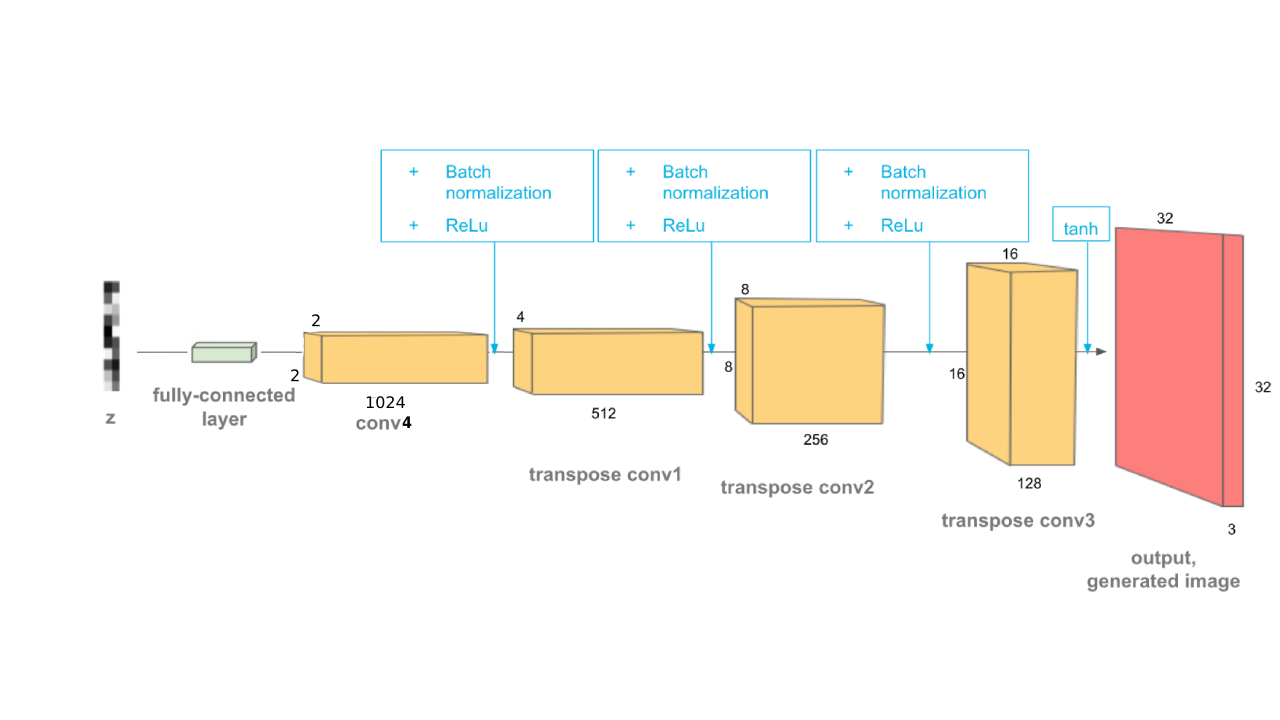 + Batch
normalization
+ ReLu
+ Batch
normalization
+ ReLu
+ Batch
normalization
+ ReLu
tanh
z
fully-connected
layer
2
2
1024
conv4
4
512
transpose conv1
8
8
256
transpose conv2
16
16
128
transpose conv3
32
32
3
output,
generated image